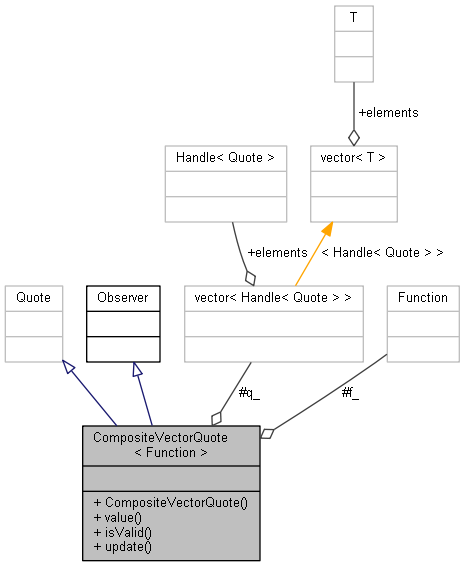 T
+elements
Handle< Quote >
vector< T >
+elements
< Handle< Quote > >
Quote
Observer
vector< Handle< Quote > >
Function
#q_
#f_
CompositeVectorQuote
< Function >
+ CompositeVectorQuote()
+ value()
+ isValid()
+ update()